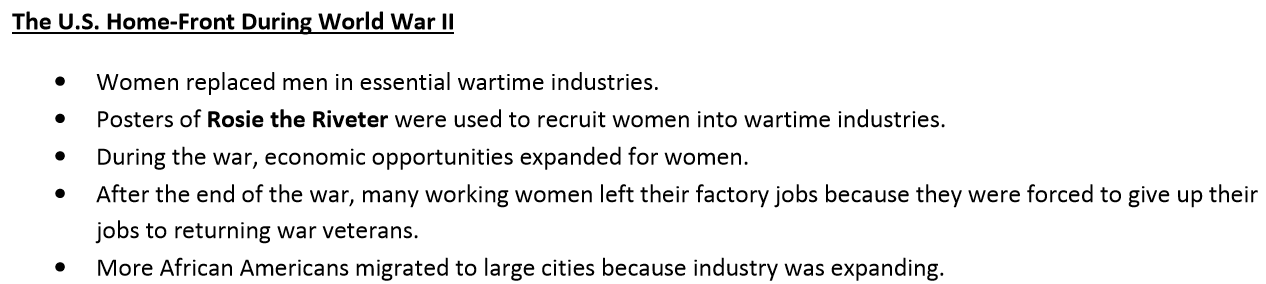 The U.S. Home-Front During World War II
• Women replaced men in essential wartime industries.
• Posters of Rosie the Riveter were used to recruit women into wartime industries.
• During the war, economic opportunities expanded for women.
• After the end of the war, many working women left their factory jobs because they were forced to give up their
jobs to returning war veterans.
• More African Americans migrated to large cities because industry was expanding.